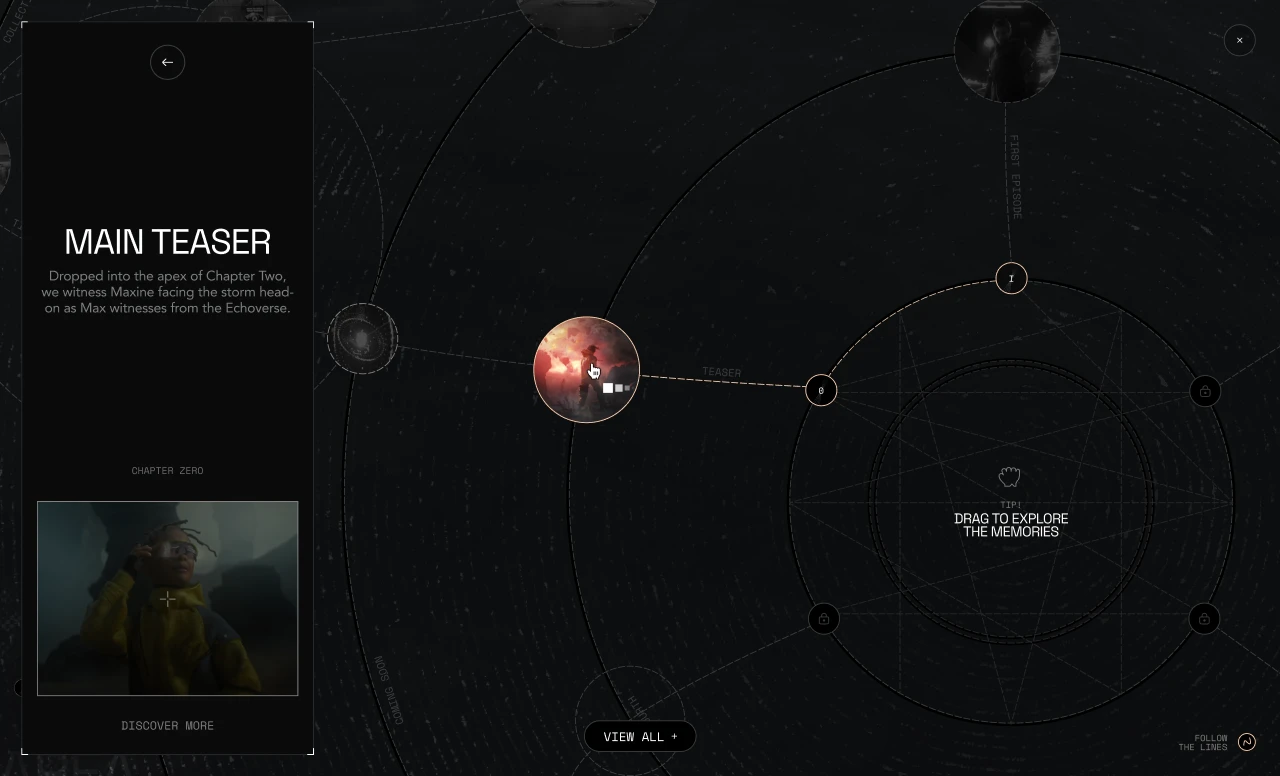 MAIN TEASER
Dropped into the apex of Chapter Two,
we witness Maxine facing the storm head-
on as Max witnesses from the Echoverse.
CHAPTER ZERO
DISCOVER MORE
COMING SOON
TEASER
FIRST EPISODE
0
I
TIP!
DRAG TO EXPLORE
THE MEMORIES
VIEW ALL +
FOLLOW
THE LINES